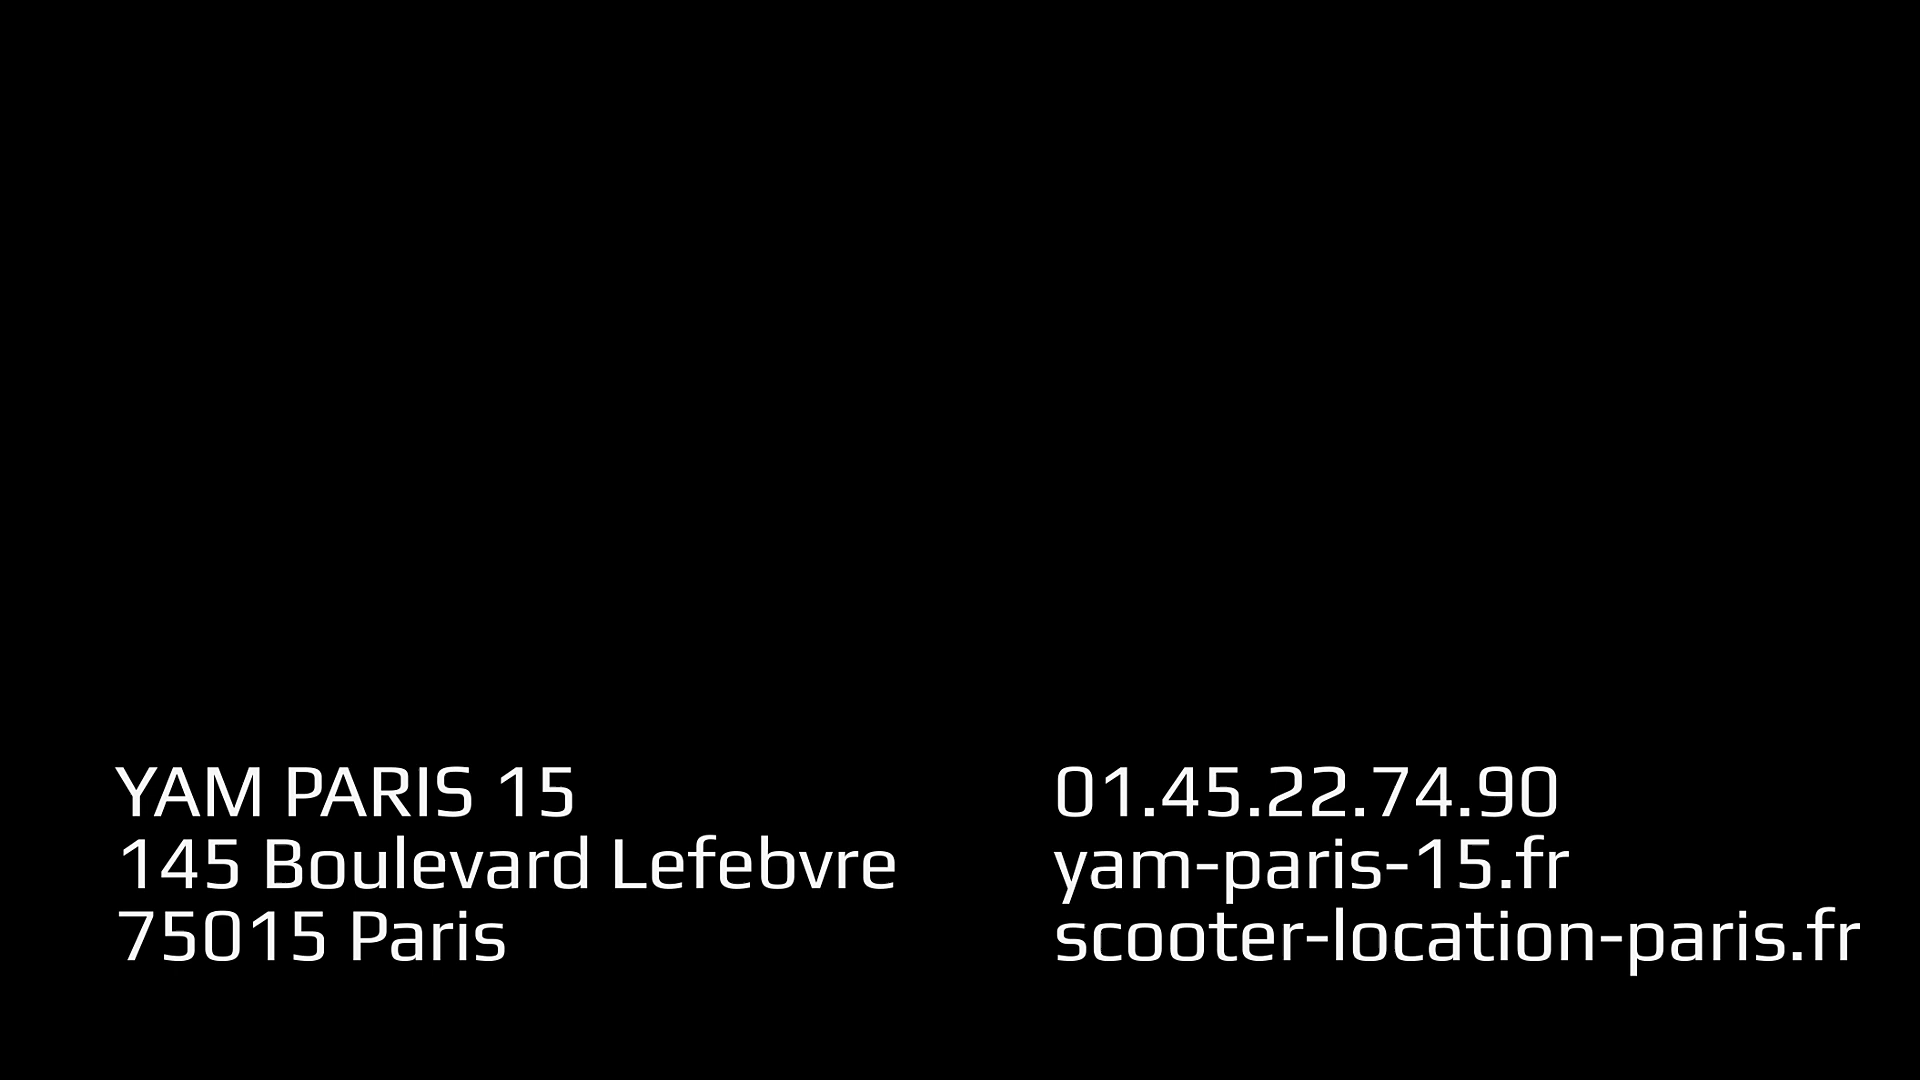 YAM PARIS 15
145 Boulevard Lefebvre
75015 Paris
01.45.22.74.90
yam-paris-15.fr
scooter-location-paris.fr